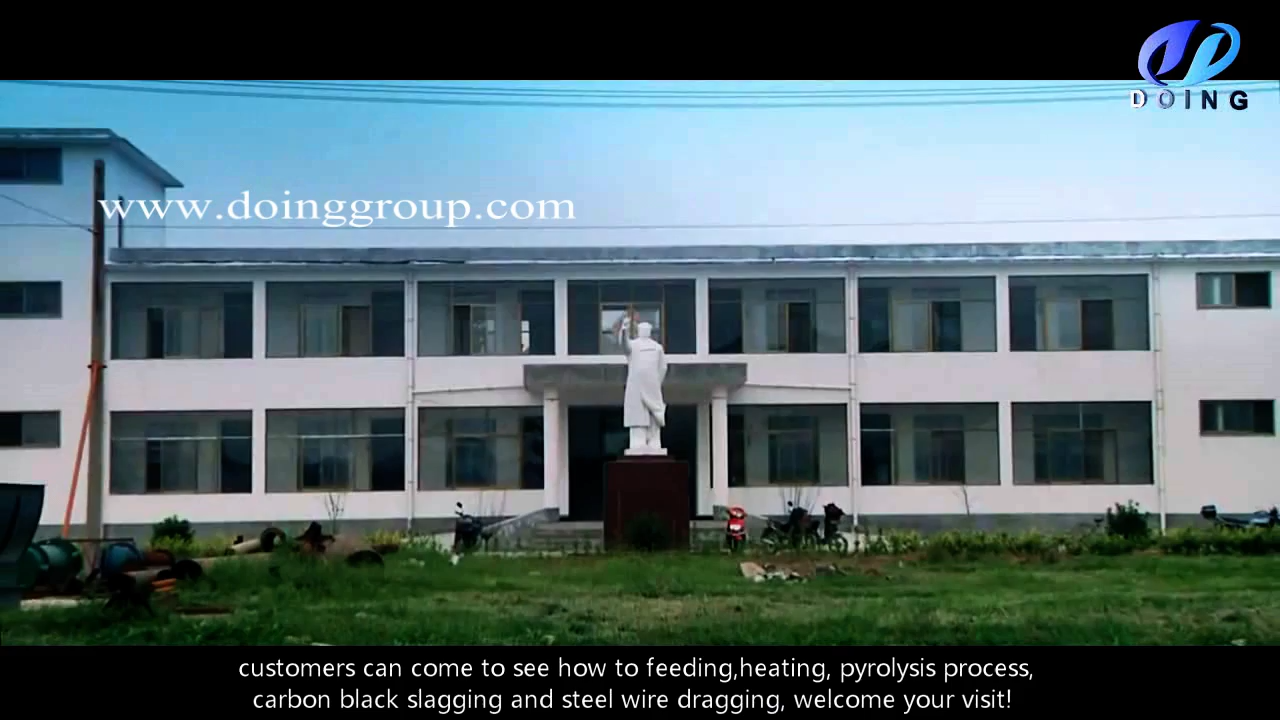 DOING
www.doinggroup.com
customers can come to see how to feeding,heating, pyrolysis process,
carbon black slagging and steel wire dragging, welcome your visit!